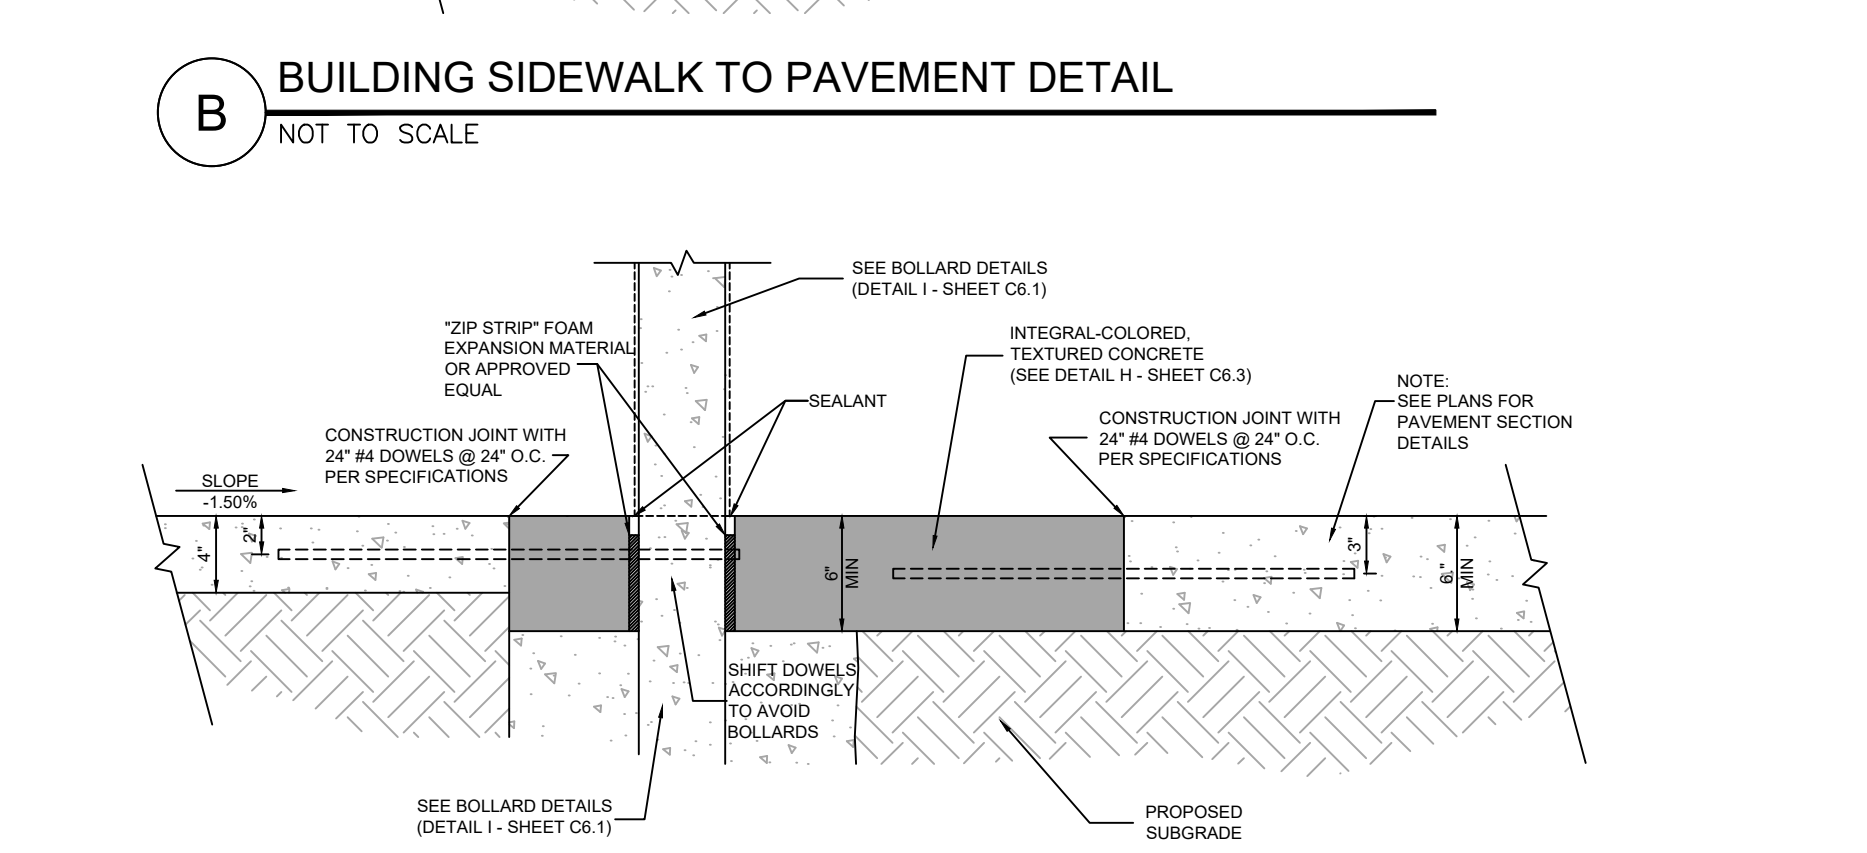 B
BUILDING SIDEWALK TO PAVEMENT DETAIL
NOT TO SCALE
SEE BOLLARD DETAILS
(DETAIL I - SHEET C6.1)
"ZIP STRIP" FOAM
EXPANSION MATERIAL
OR APPROVED
EQUAL
INTEGRAL-COLORED,
TEXTURED CONCRETE
(SEE DETAIL H - SHEET C6.3)
SEALANT
NOTE:
SEE PLANS FOR
PAVEMENT SECTION
DETAILS
CONSTRUCTION JOINT WITH
24" #4 DOWELS @ 24" O.C.
PER SPECIFICATIONS
CONSTRUCTION JOINT WITH
24" #4 DOWELS @ 24" O.C.
PER SPECIFICATIONS
SLOPE
-1.50%
4"
2"
6"
MIN
3"
6"
MIN
SHIFT DOWELS
ACCORDINGLY
TO AVOID
BOLLARDS
SEE BOLLARD DETAILS
(DETAIL I - SHEET C6.1)
PROPOSED
SUBGRADE